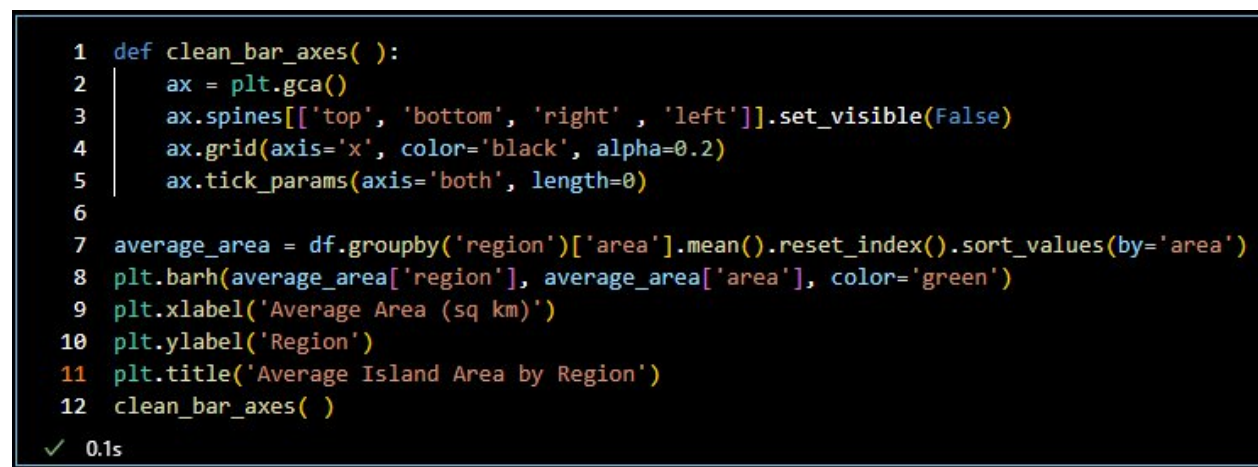 1 def clean_bar_axes( ):
2     ax = plt.gca()
3     ax.spines[['top', 'bottom', 'right' , 'left']].set_visible(False)
4     ax.grid(axis='x', color='black', alpha=0.2)
5     ax.tick_params(axis='both', length=0)
6
7 average_area = df.groupby('region')['area'].mean().reset_index().sort_values(by='area')
8 plt.barh(average_area['region'], average_area['area'], color='green')
9 plt.xlabel('Average Area (sq km)')
10 plt.ylabel('Region')
11 plt.title('Average Island Area by Region')
12 clean_bar_axes( )
✓ 0.1s